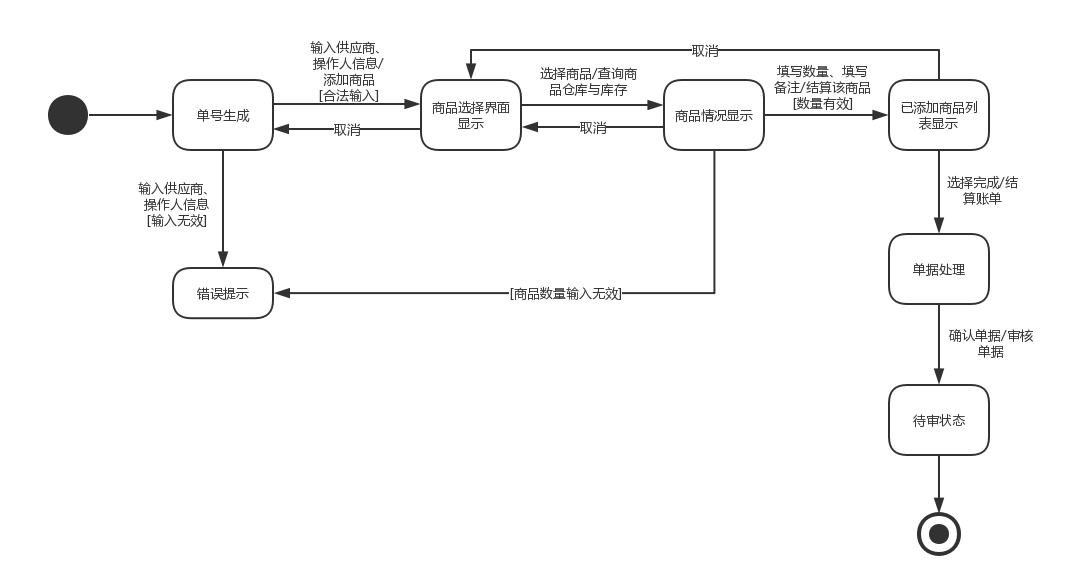 取消
输入供应商、
操作人信息/
添加商品
[合法输入]
选择商品/查询商
品仓库与库存
填写数量、填写
备注/结算该商品
[数量有效]
单号生成
商品选择界面
显示
商品情况显示
已添加商品列
表显示
取消
取消
输入供应商、
操作人信息
[输入无效]
选择完成/结
算账单
错误提示
[商品数量输入无效]
单据处理
确认单据/审核
单据
待审状态